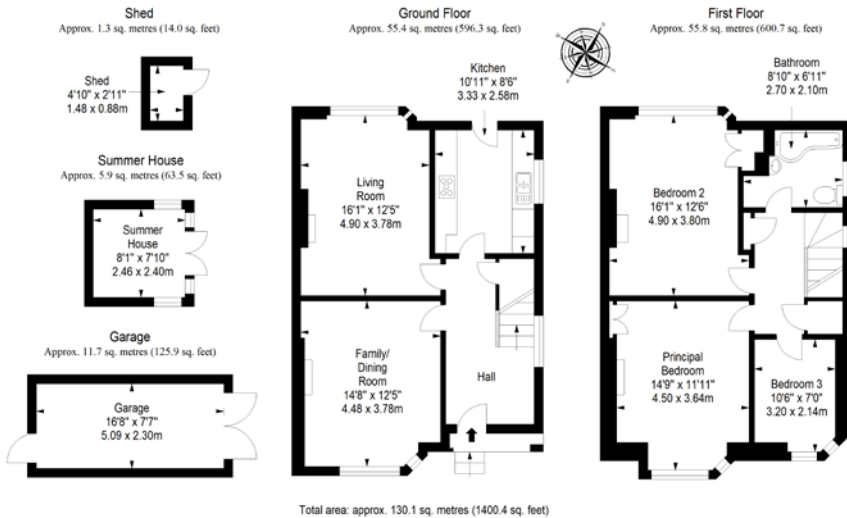 Shed
Approx. 1.3 sq. metres (14.0 sq. feet)
Shed
4'10" x 2'11"
1.48 x 0.88m
Summer House
Approx. 5.9 sq. metres (63.5 sq. feet)
Summer
House
8'1" x 7'10"
2.46 x 2.40m
Garage
Approx. 11.7 sq. metres (125.9 sq. feet)
Garage
16'8" x 7'7"
5.09 x 2.30m
Ground Floor
Approx. 55.4 sq. metres (596.3 sq. feet)
Kitchen
10'11" x 8'6"
3.33 x 2.58m
Living
Room
16'1" x 12'5"
4.90 x 3.78m
Family/
Dining
Room
14'8" x 12'5"
4.48 x 3.78m
Hall
First Floor
Approx. 55.8 sq. metres (600.7 sq. feet)
Bathroom
8'10" x 6'11"
2.70 x 2.10m
Bedroom 2
16'1" x 12'6"
4.90 x 3.80m
Principal
Bedroom
14'9" x 11'11"
4.50 x 3.64m
Bedroom 3
10'6" x 7'0"
3.20 x 2.14m
Total area: approx. 130.1 sq. metres (1400.4 sq. feet)